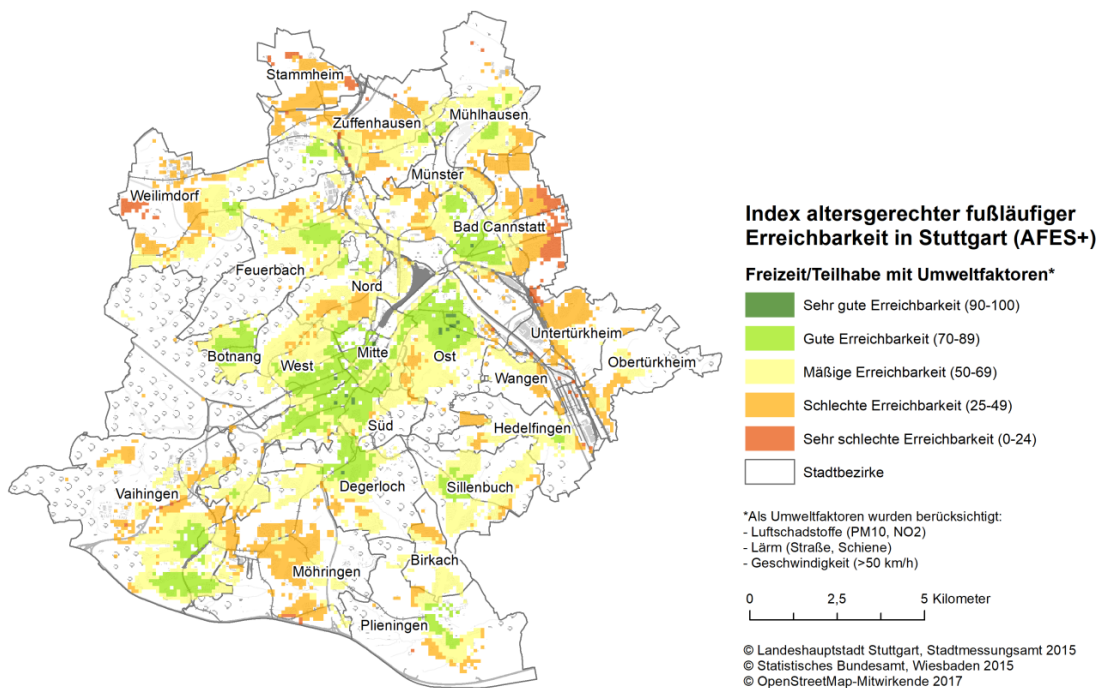 Stammheim
Zuffenhausen
Mühlhausen
Münster
Weilimdorf
Bad Cannstatt
Feuerbach
Nord
Untertürkheim
Botnang
Mitte
Ost
Obertürkheim
West
Wangen
Süd
Hedelfingen
Vaihingen
Degerloch
Sillenbuch
Birkach
Möhringen
Plieningen
Index altersgerechter fußläufiger
Erreichbarkeit in Stuttgart (AFES+)
Freizeit/Teilhabe mit Umweltfaktoren*
Sehr gute Erreichbarkeit (90-100)
Gute Erreichbarkeit (70-89)
Mäßige Erreichbarkeit (50-69)
Schlechte Erreichbarkeit (25-49)
Sehr schlechte Erreichbarkeit (0-24)
Stadtbezirke
*Als Umweltfaktoren wurden berücksichtigt:
- Luftschadstoffe (PM10, NO2)
- Lärm (Straße, Schiene)
- Geschwindigkeit (>50 km/h)
0 2,5 5 Kilometer
© Landeshauptstadt Stuttgart, Stadtmessungsamt 2015
© Statistisches Bundesamt, Wiesbaden 2015
© OpenStreetMap-Mitwirkende 2017